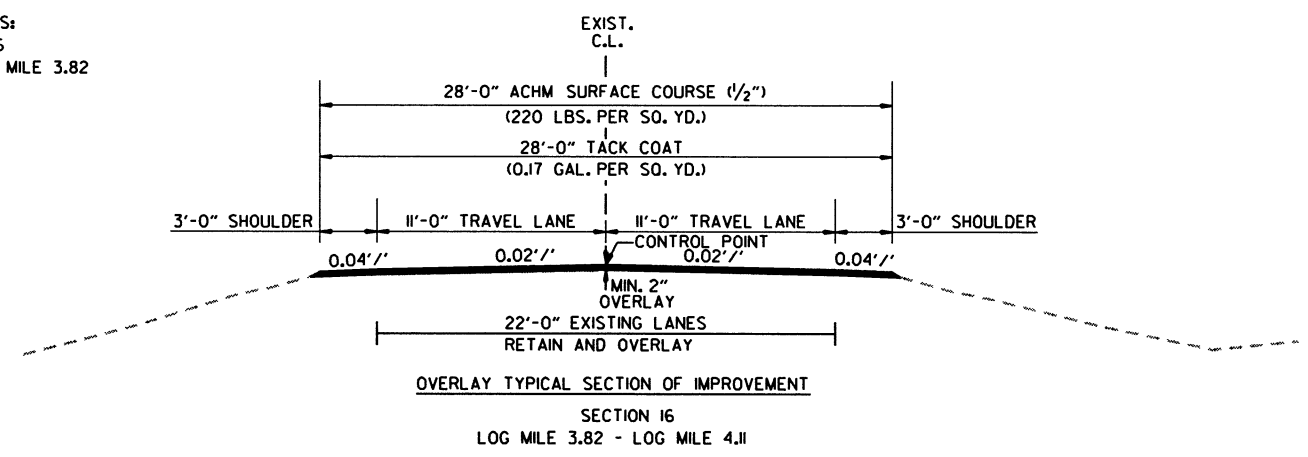 S:
MILE 3.82
EXIST.
C.L.
28'-0" ACHM SURFACE COURSE (1/2")
(220 LBS. PER SQ. YD.)
28'-0" TACK COAT
(0.17 GAL. PER SQ. YD.)
3'-0" SHOULDER
11'-0" TRAVEL LANE
11'-0" TRAVEL LANE
3'-0" SHOULDER
CONTROL POINT
0.04'/'
0.02'/'
0.02'/'
0.04'/'
MIN. 2"
OVERLAY
22'-0" EXISTING LANES
RETAIN AND OVERLAY
OVERLAY TYPICAL SECTION OF IMPROVEMENT
SECTION 16
LOG MILE 3.82 - LOG MILE 4.11